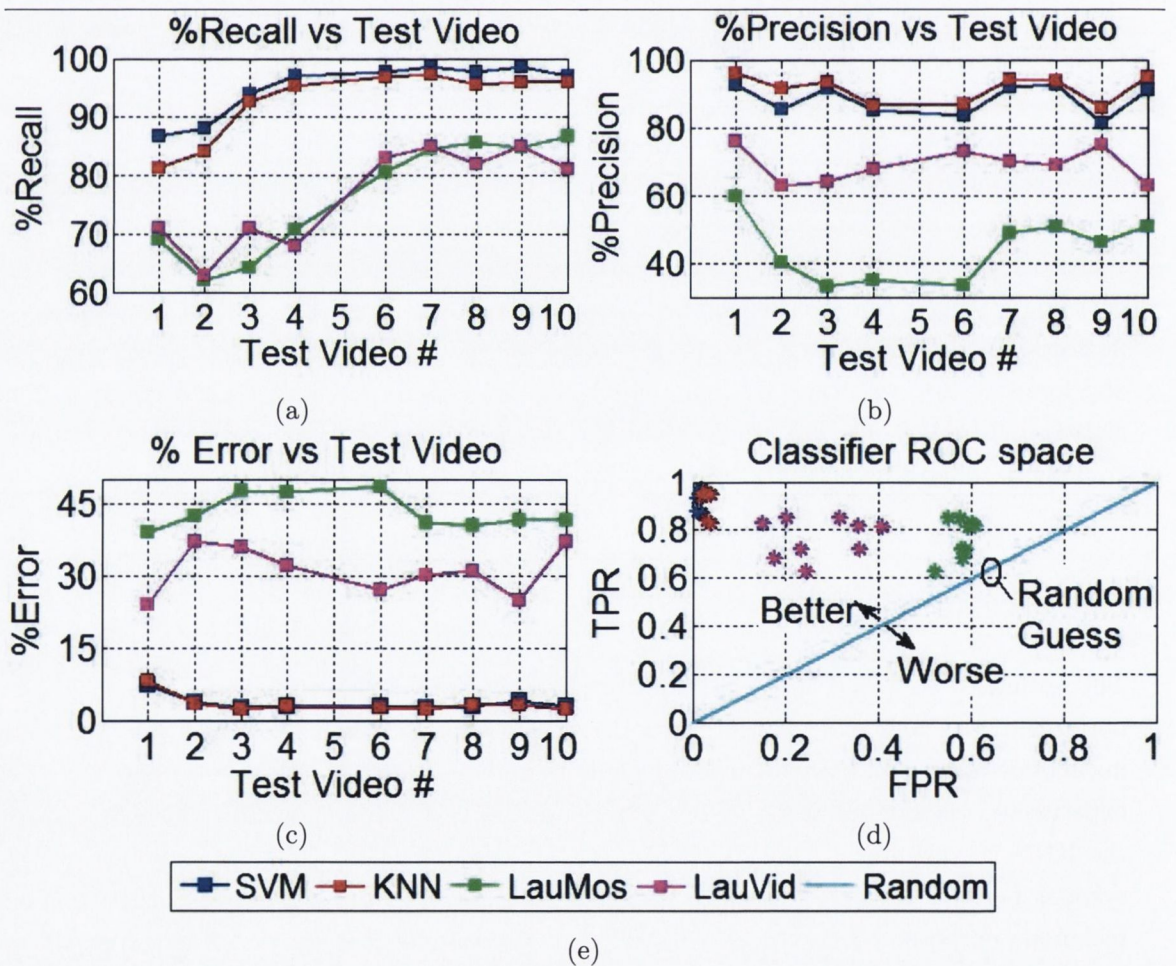 %Recall vs Test Video
100
90
80
70
60
%Recall
1 2 3 4 5 6 7 8 9 10
Test Video #
(a)
%Precision vs Test Video
100
80
60
40
%Precision
1 2 3 4 5 6 7 8 9 10
Test Video #
(b)
% Error vs Test Video
45
30
15
0
%Error
1 2 3 4 5 6 7 8 9 10
Test Video #
(c)
Classifier ROC space
1
0.8
0.6
0.4
0.2
0
TPR
Better
Worse
Random
Guess
0 0.2 0.4 0.6 0.8 1
FPR
(d)
SVM KNN LauMos LauVid Random
(e)